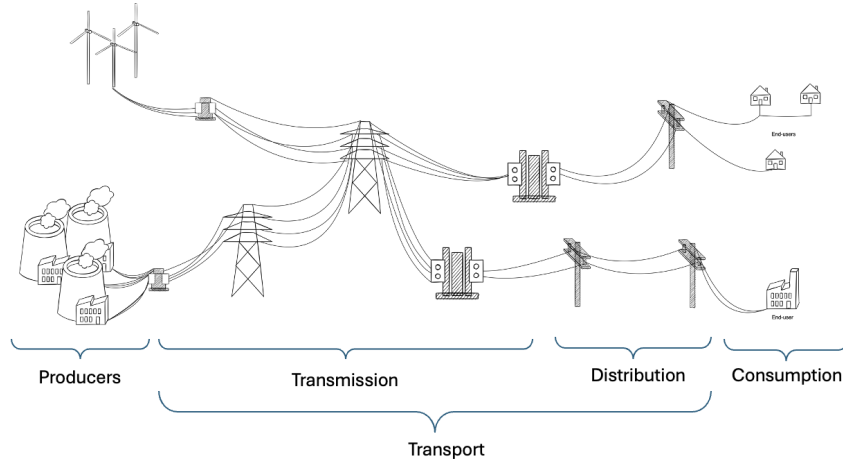 End-users
End-user
Producers
Transmission
Distribution
Consumption
Transport